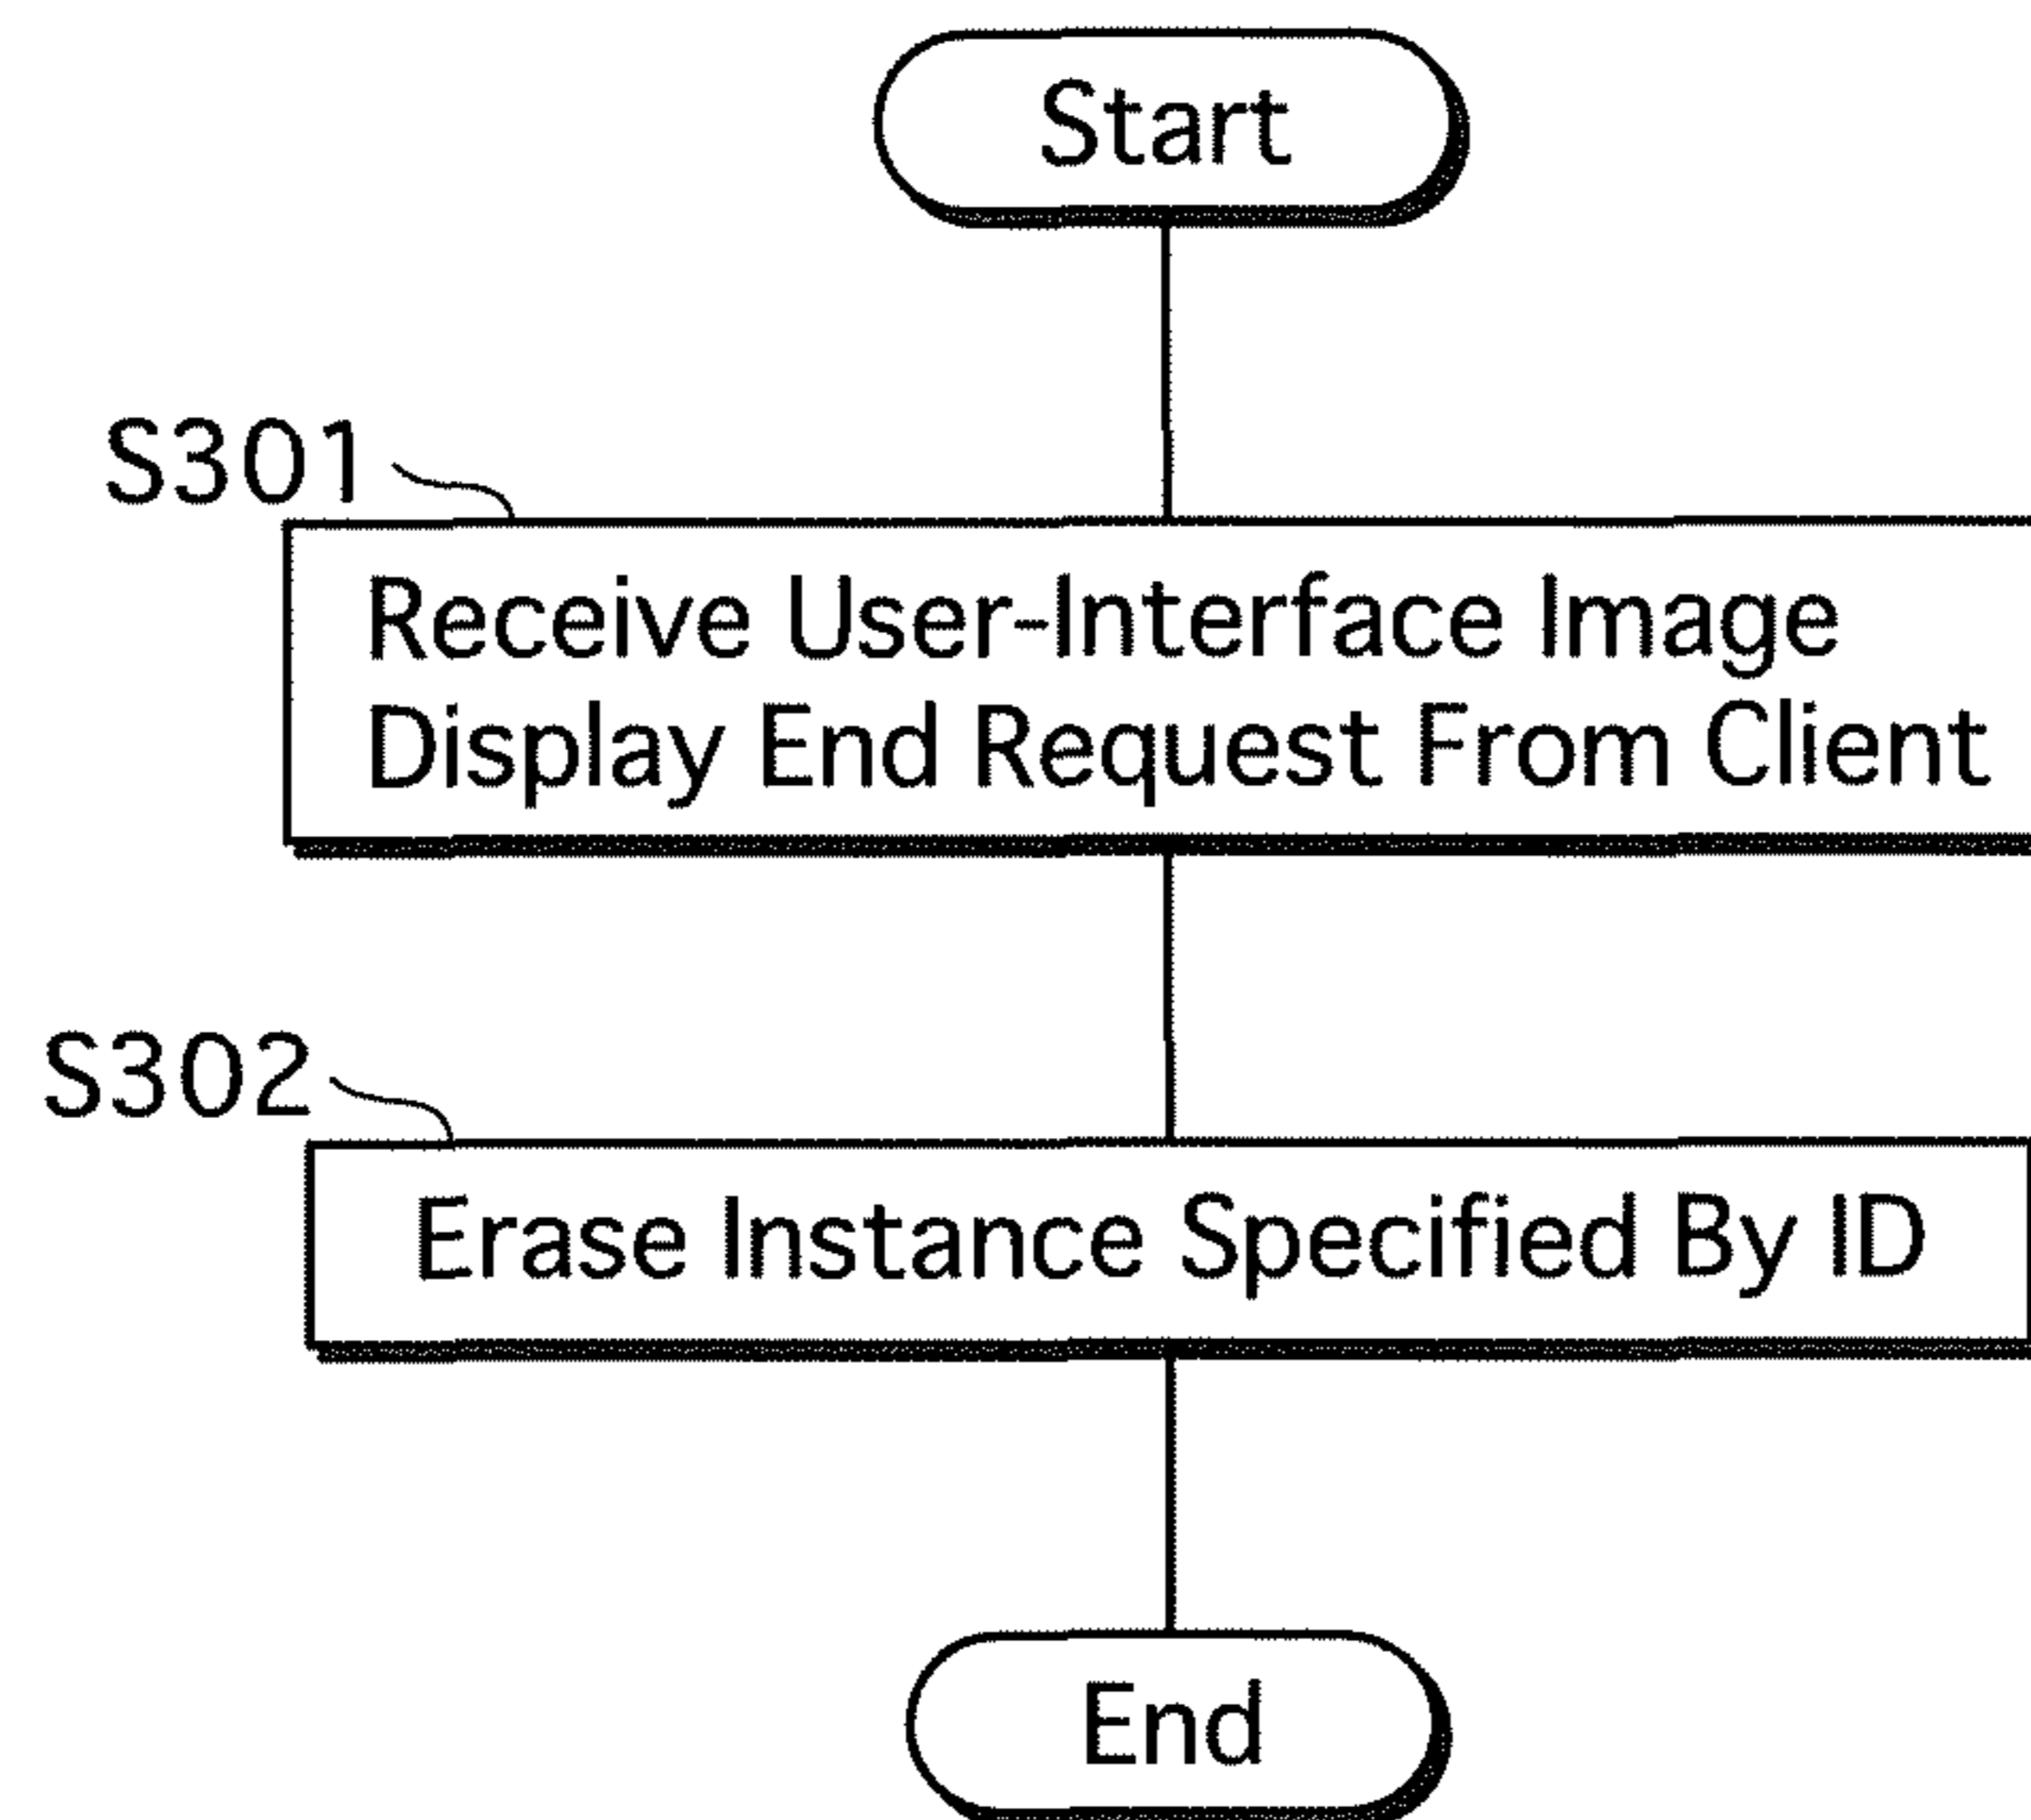 Start
S301
Receive User-Interface Image
Display End Request From Client
S302
Erase Instance Specified By ID
End